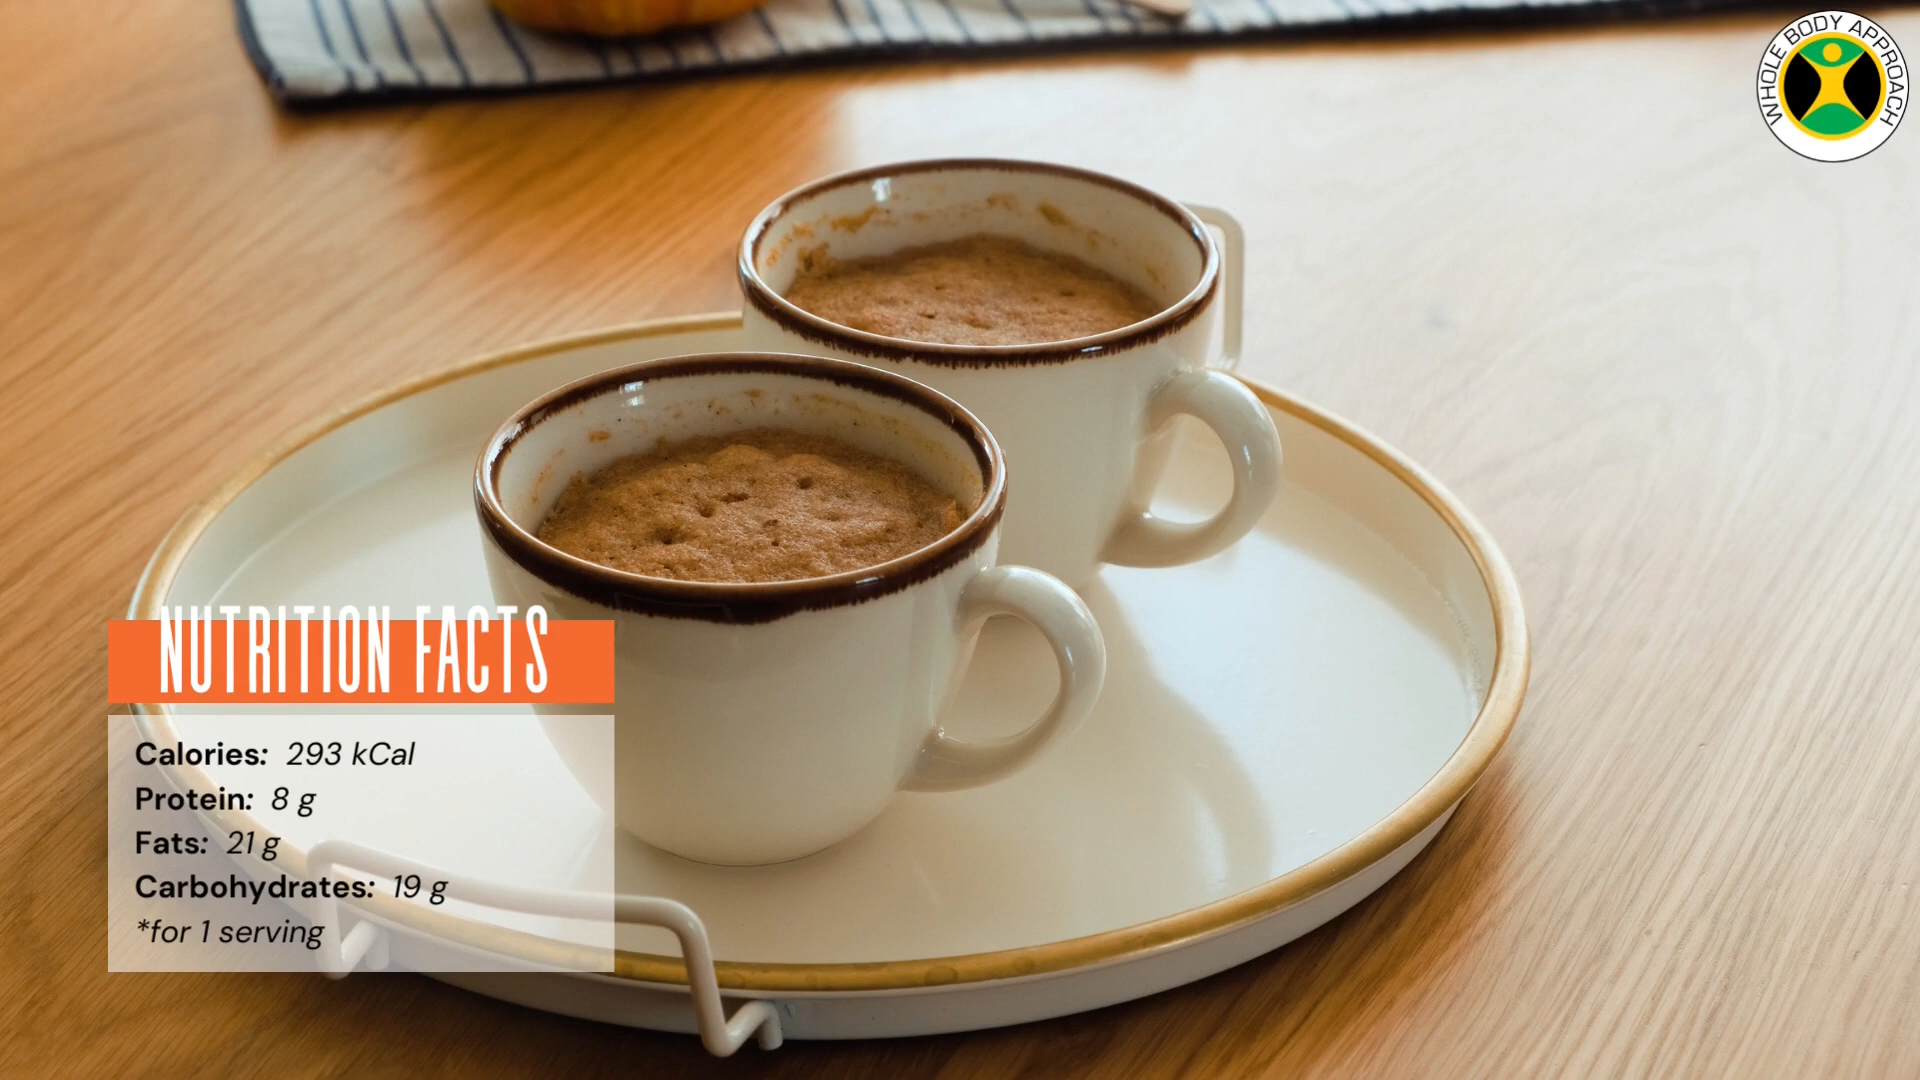 WHOLE BODY APPROACH
NUTRITION FACTS
Calories: 293 kCal
Protein: 8 g
Fats: 21 g
Carbohydrates: 19 g
*for 1 serving